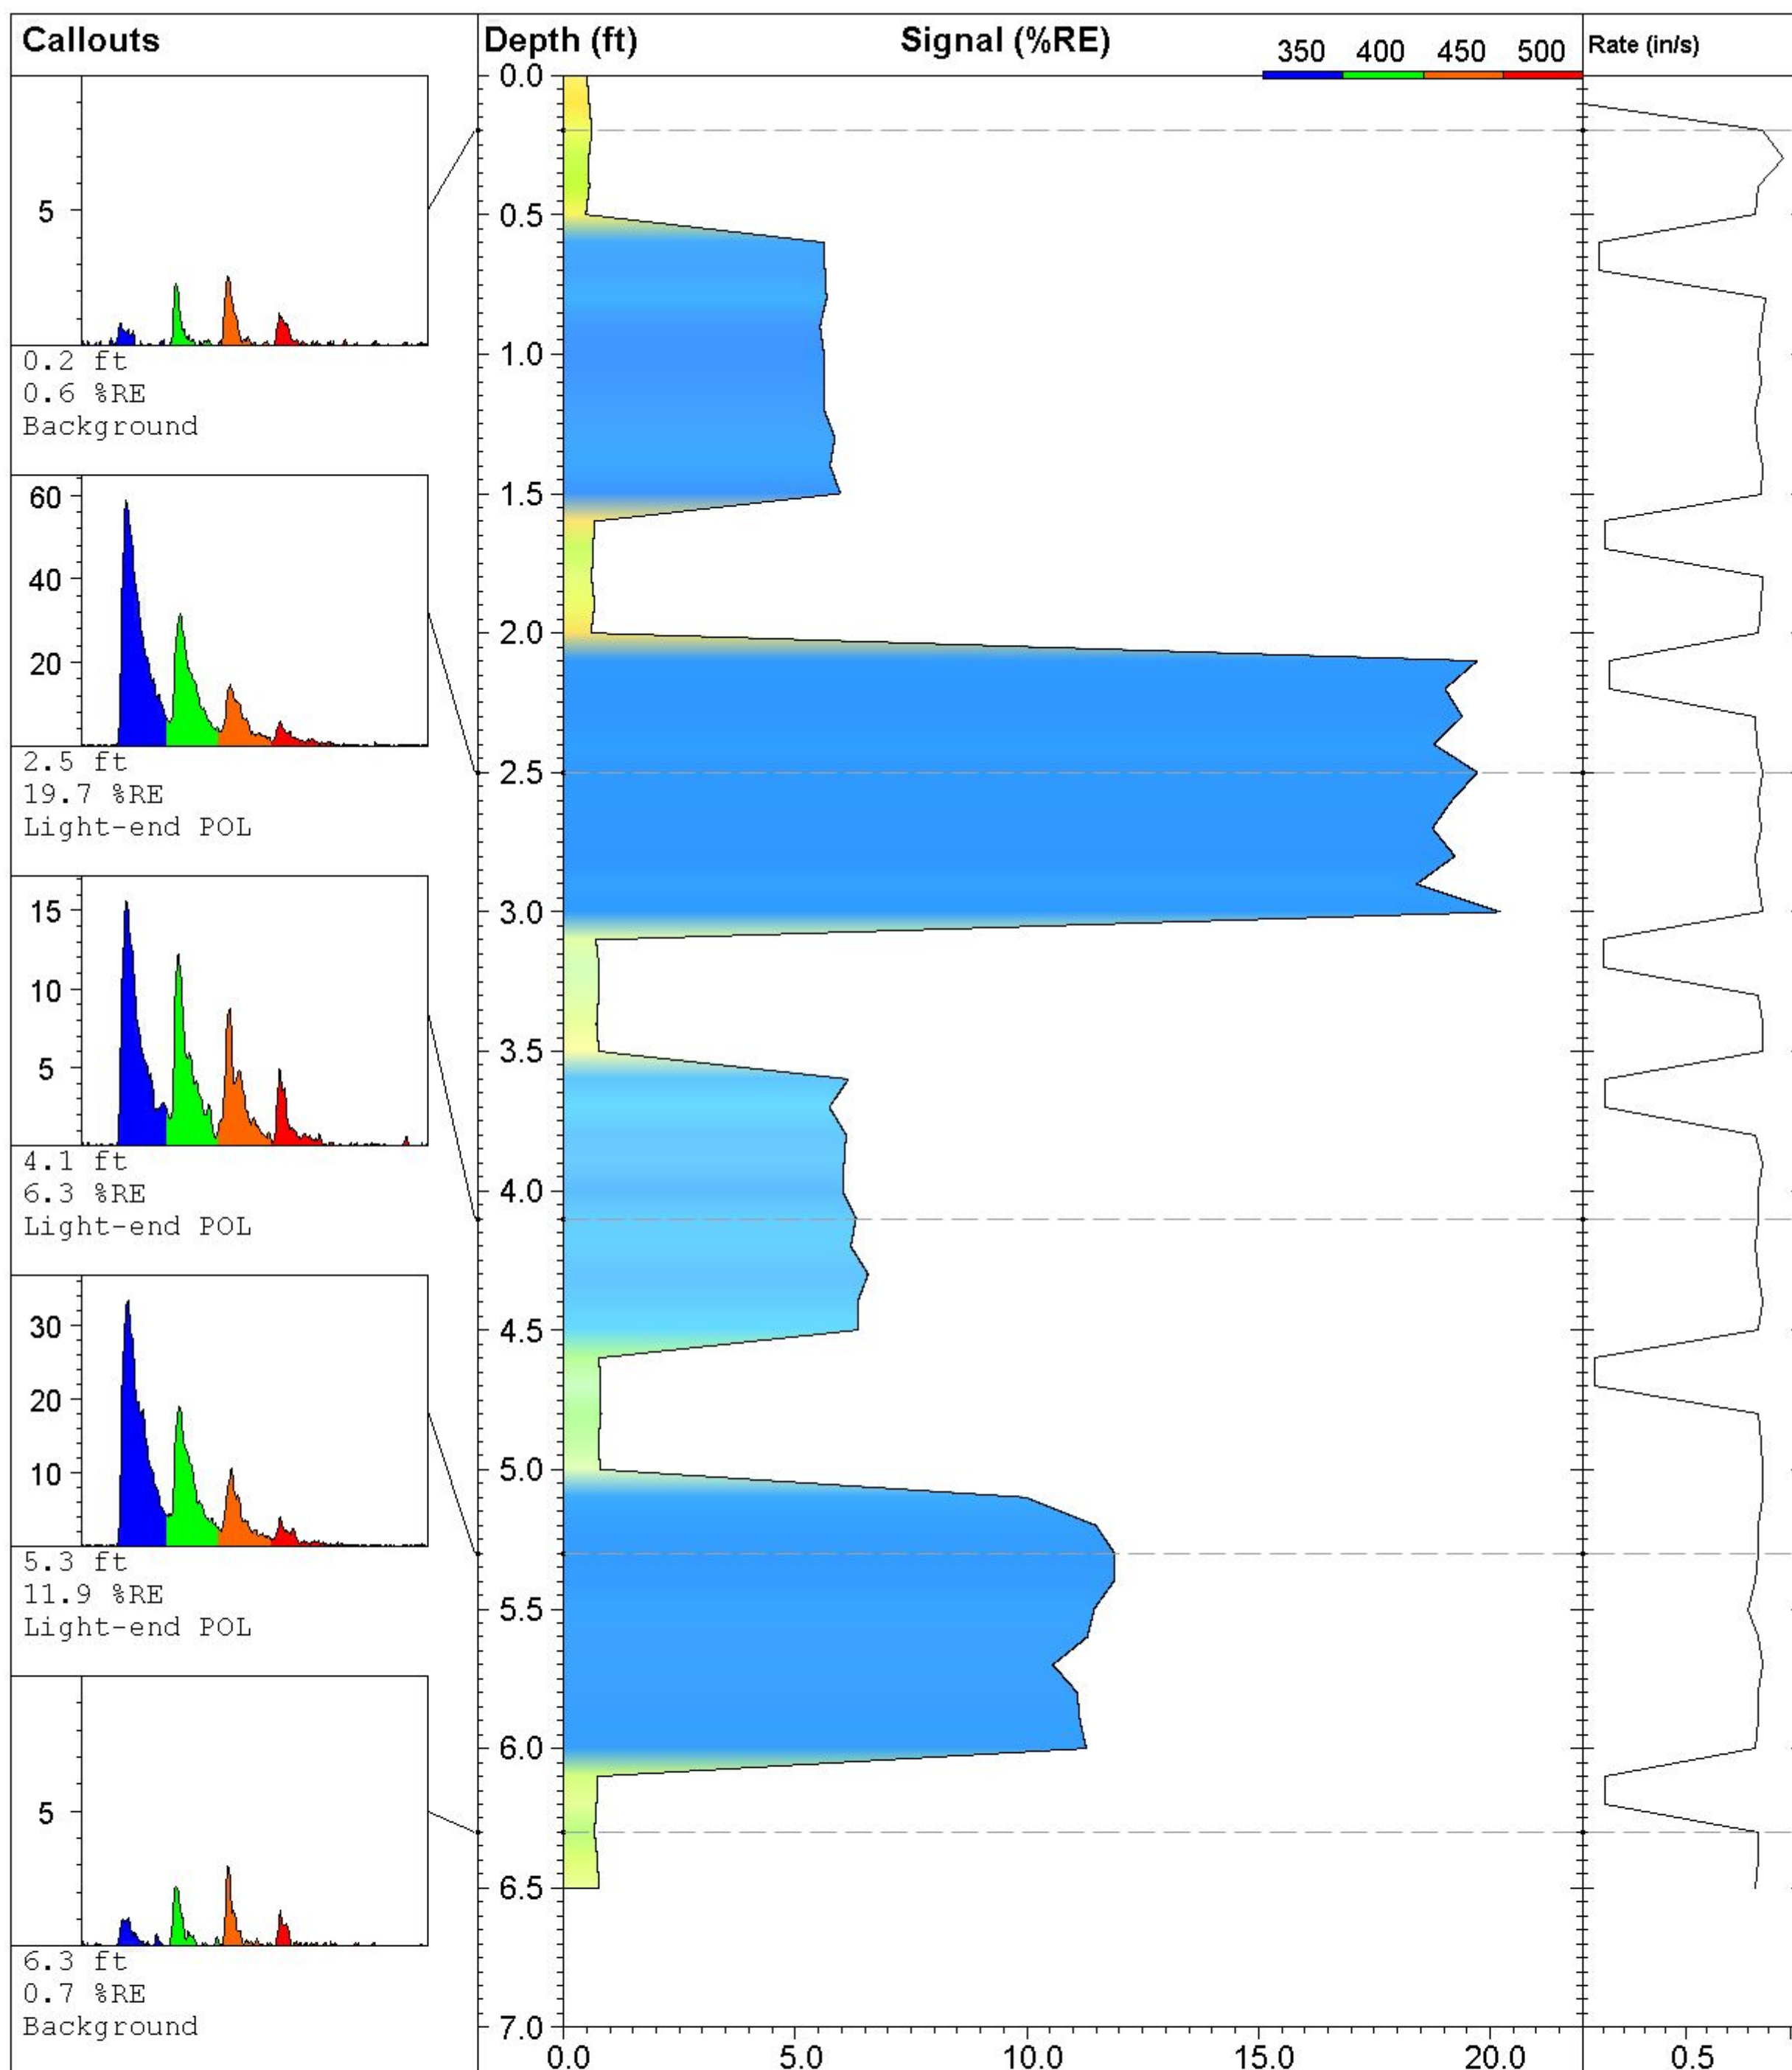 Callouts
Depth (ft)
Signal (%RE)
350 400 450 500
Rate (in/s)
5
0.2 ft
0.6 %RE
Background
60
40
20
2.5 ft
19.7 %RE
Light-end POL
15
10
5
4.1 ft
6.3 %RE
Light-end POL
30
20
10
5.3 ft
11.9 %RE
Light-end POL
5
6.3 ft
0.7 %RE
Background
0.0
0.5
1.0
1.5
2.0
2.5
3.0
3.5
4.0
4.5
5.0
5.5
6.0
6.5
7.0
0.0 5.0 10.0 15.0 20.0
0.5